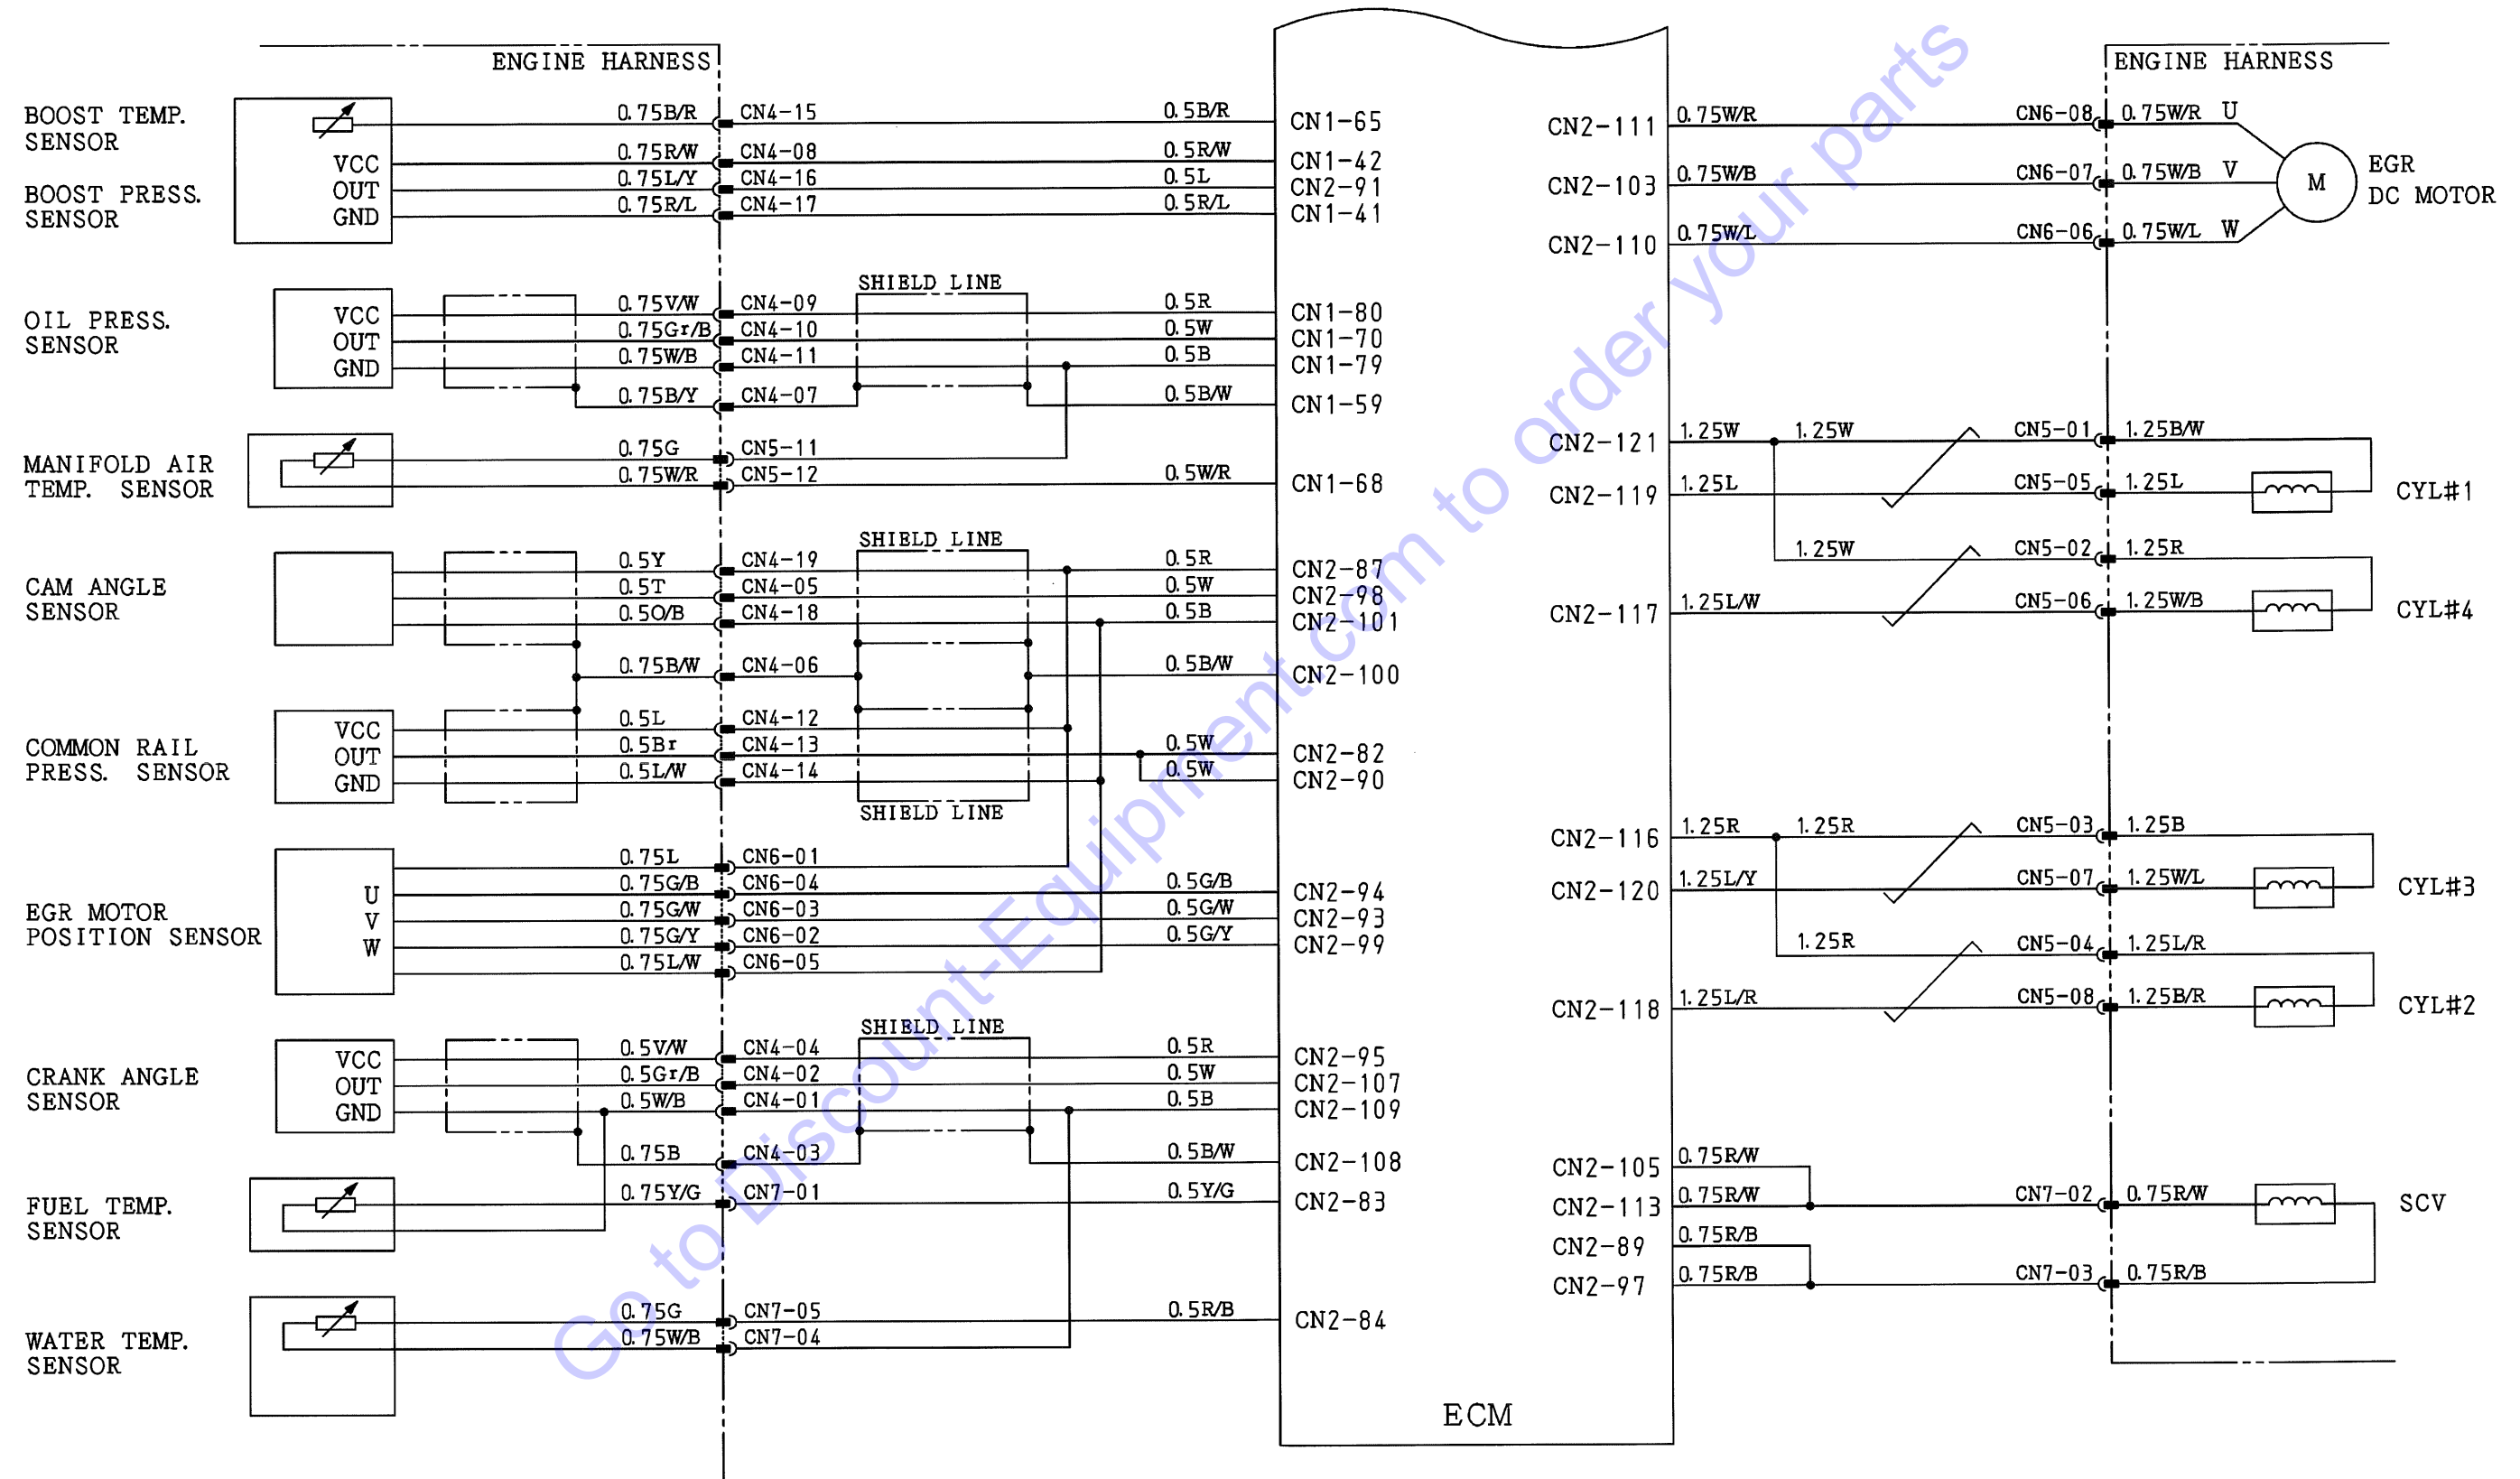 ENGINE HARNESS
BOOST TEMP.
SENSOR
BOOST PRESS.
SENSOR
VCC
OUT
GND
0.75B/R CN4-15 0.5B/R CN1-65
0.75R/W CN4-08 0.5R/W CN1-42
0.75L/Y CN4-16 0.5L CN2-91
0.75R/L CN4-17 0.5R/L CN1-41
OIL PRESS.
SENSOR
SHIELD LINE
VCC 0.75V/W CN4-09 0.5R CN1-80
OUT 0.75Gr/B CN4-10 0.5W CN1-70
GND 0.75W/B CN4-11 0.5B CN1-79
0.75B/Y CN4-07 0.5B/W CN1-59
MANIFOLD AIR
TEMP. SENSOR
0.75G CN5-11
0.75W/R CN5-12 0.5W/R CN1-68
CAM ANGLE
SENSOR
SHIELD LINE
0.5Y CN4-19 0.5R CN2-87
0.5T CN4-05 0.5W CN2-98
0.5O/B CN4-18 0.5B CN2-101
0.75B/W CN4-06 0.5B/W CN2-100
COMMON RAIL
PRESS. SENSOR
VCC 0.5L CN4-12
OUT 0.5Br CN4-13 0.5W CN2-82
GND 0.5L/W CN4-14 0.5W CN2-90
SHIELD LINE
EGR MOTOR
POSITION SENSOR
0.75L CN6-01
U 0.75G/B CN6-04 0.5G/B CN2-94
V 0.75G/W CN6-03 0.5G/W CN2-93
W 0.75G/Y CN6-02 0.5G/Y CN2-99
0.75L/W CN6-05
CRANK ANGLE
SENSOR
SHIELD LINE
VCC 0.5V/W CN4-04 0.5R CN2-95
OUT 0.5Gr/B CN4-02 0.5W CN2-107
GND 0.5W/B CN4-01 0.5B CN2-109
0.75B CN4-03 0.5B/W CN2-108
FUEL TEMP.
SENSOR
0.75Y/G CN7-01 0.5Y/G CN2-83
WATER TEMP.
SENSOR
0.75G CN7-05 0.5R/B CN2-84
0.75W/B CN7-04
ECM
ENGINE HARNESS
CN2-111 0.75W/R CN6-08 0.75W/R U
CN2-103 0.75W/B CN6-07 0.75W/B V
CN2-110 0.75W/L CN6-06 0.75W/L W
M
EGR
DC MOTOR
CN2-121 1.25W 1.25W CN5-01 1.25B/W
CN2-119 1.25L CN5-05 1.25L CYL#1
1.25W CN5-02 1.25R
CN2-117 1.25L/W CN5-06 1.25W/B CYL#4
CN2-116 1.25R 1.25R CN5-03 1.25B
CN2-120 1.25L/Y CN5-07 1.25W/L CYL#3
1.25R CN5-04 1.25L/R
CN2-118 1.25L/R CN5-08 1.25B/R CYL#2
CN2-105 0.75R/W
CN2-113 0.75R/W CN7-02 0.75R/W SCV
CN2-89 0.75R/B
CN2-97 0.75R/B CN7-03 0.75R/B
Go to Discount-Equipment.com to order your parts